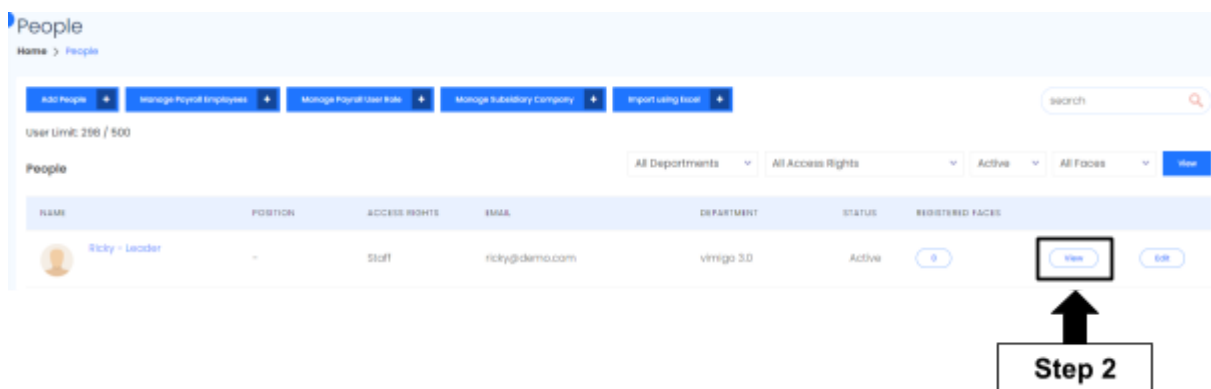 People
Home > People
Add People + Manage Payroll Employees + Manage Payroll User Role + Manage Subsidiary Company + Import using Excel + search
User Limit: 298 / 500
People All Departments All Access Rights Active All Faces View
NAME POSITION ACCESS RIGHTS EMAIL DEPARTMENT STATUS REGISTERED FACES
Ricky - Leader - Staff ricky@demo.com vimigo 3.0 Active 0 View Edit
Step 2